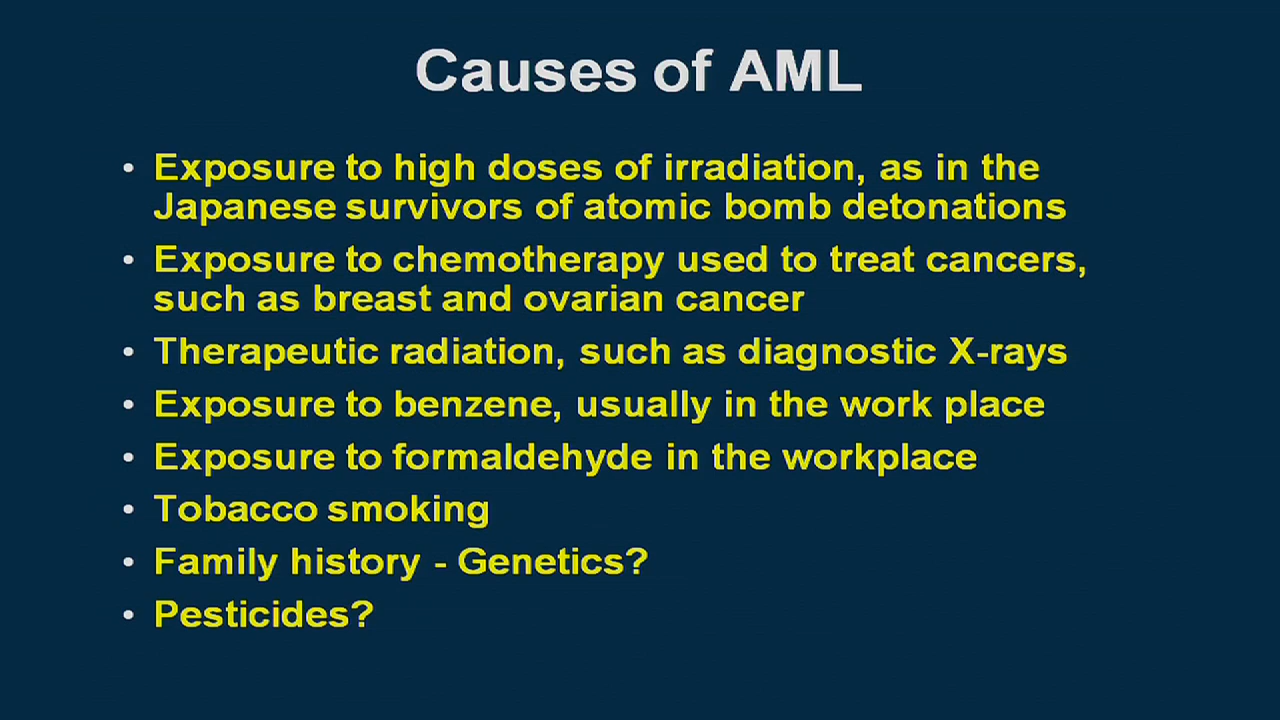 Causes of AML
• Exposure to high doses of irradiation, as in the
Japanese survivors of atomic bomb detonations
• Exposure to chemotherapy used to treat cancers,
such as breast and ovarian cancer
• Therapeutic radiation, such as diagnostic X-rays
• Exposure to benzene, usually in the work place
• Exposure to formaldehyde in the workplace
• Tobacco smoking
• Family history - Genetics?
• Pesticides?